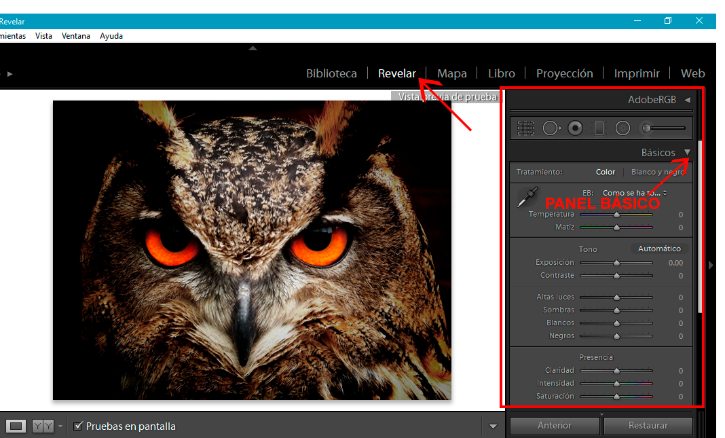 Revelar
mientas Vista Ventana Ayuda
Biblioteca Revelar Mapa Libro Proyección Imprimir Web
Vista previa de prueba
AdobeRGB
Básicos
Tratamiento: Color Blanco y negro
EB: Como se ha to...
PANEL BÁSICO
Temperatura 0
Matiz 0
Tono Automático
Exposición 0,00
Contraste 0
Altas luces 0
Sombras 0
Blancos 0
Negros 0
Presencia
Claridad 0
Intensidad 0
Saturación 0
Y Y Pruebas en pantalla
Anterior Restaurar